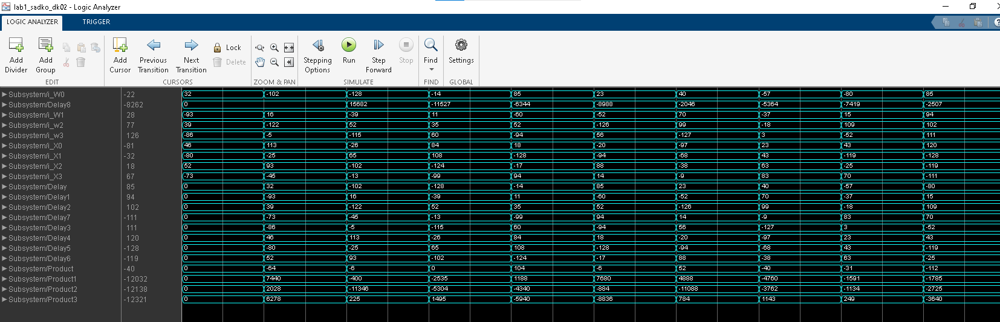 lab1_sadko_dk02 - Logic Analyzer
LOGIC ANALYZER TRIGGER
Add Divider Add Group Add Cursor Previous Transition Next Transition Lock Delete Stepping Options Run Step Forward Stop Find Settings
EDIT CURSORS ZOOM & PAN SIMULATE FIND GLOBAL
Subsystem/i_W0 -22 32 -102 -128 -14 85 23 40 -57 -80 85
Subsystem/Delay8 -8262 0 15682 -11527 -6344 -8988 -2046 -5364 -7419 -2507
Subsystem/i_W1 28 -93 16 -39 11 -60 -52 70 -37 15 94
Subsystem/i_w2 77 39 -122 52 35 52 -126 99 -18 109 102
Subsystem/i_w3 126 -86 -5 -115 60 -94 56 -127 3 -52 111
Subsystem/i_X0 -81 46 113 -26 84 18 -20 -97 23 43 120
Subsystem/i_X1 -32 -80 -25 65 108 -128 -94 -68 43 -119 -128
Subsystem/i_X2 18 52 93 -102 -124 -17 88 -38 63 -25 -119
Subsystem/i_X3 67 -73 -45 -13 -99 94 14 -9 83 70 -111
Subsystem/Delay 85 0 32 -102 -128 -14 85 23 40 -57 -80
Subsystem/Delay1 94 0 -93 16 -39 11 -60 -52 70 -37 15
Subsystem/Delay2 102 0 39 -122 52 35 52 -126 99 -18 109
Subsystem/Delay7 -111 0 -73 -45 -13 -99 94 14 -9 83 70
Subsystem/Delay3 111 0 -86 -5 -115 60 -94 56 -127 3 -52
Subsystem/Delay4 120 0 46 113 -26 84 18 -20 -97 23 43
Subsystem/Delay5 -128 0 -80 -25 65 108 -128 -94 -68 43 -119
Subsystem/Delay6 -119 0 52 93 -102 -124 -17 88 -38 63 -25
Subsystem/Product -40 0 -64 -6 0 104 -6 52 -40 -31 -112
Subsystem/Product1 -12032 0 7440 -400 -2535 1188 7680 4888 -4760 -1591 -1785
Subsystem/Product2 -12138 0 2028 -11346 -5304 -4340 -884 -11088 -3762 -1134 -2725
Subsystem/Product3 -12321 0 6278 225 1495 -5940 -8836 784 1143 249 -3640